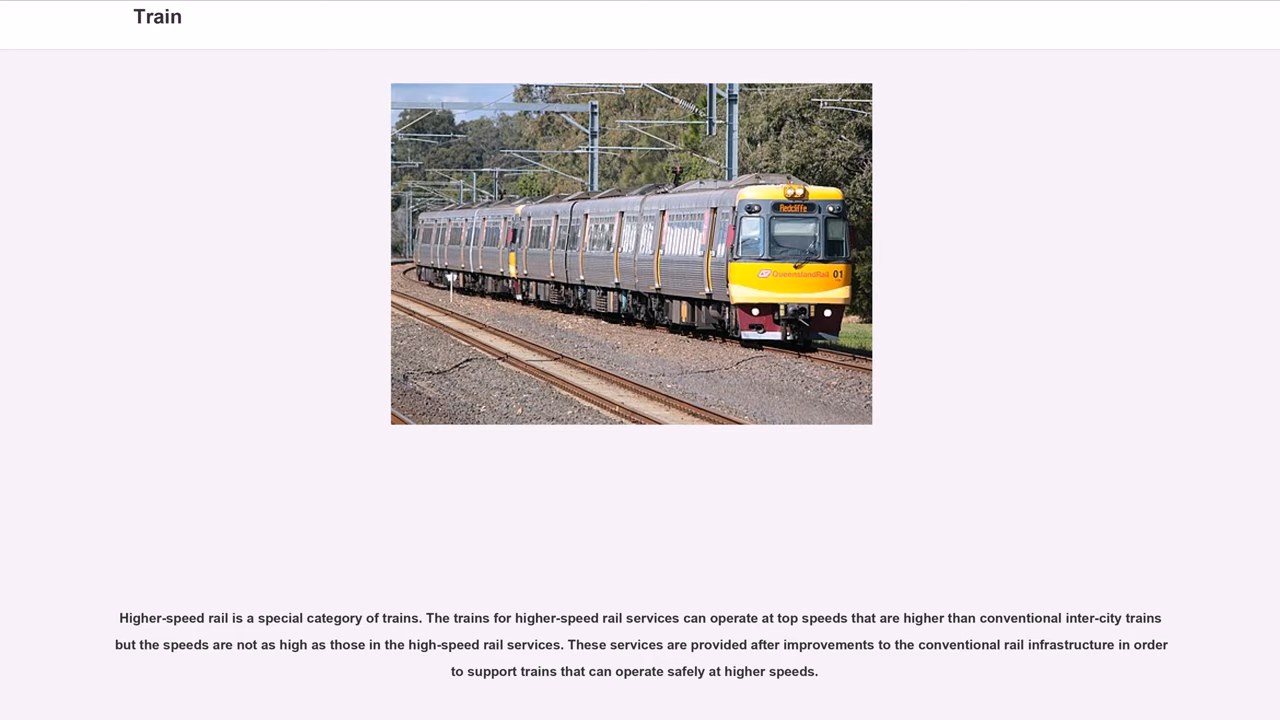 Train
Redcliffe
QueenslandRail 01
Higher-speed rail is a special category of trains. The trains for higher-speed rail services can operate at top speeds that are higher than conventional inter-city trains
but the speeds are not as high as those in the high-speed rail services. These services are provided after improvements to the conventional rail infrastructure in order
to support trains that can operate safely at higher speeds.